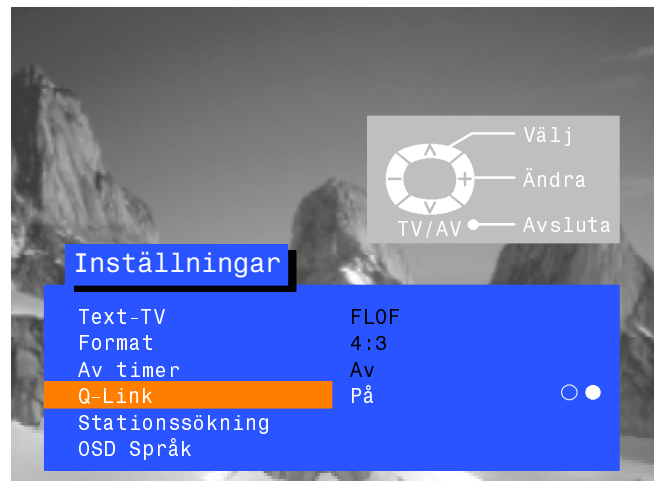 Välj
Ändra
TV/AV Avsluta
Inställningar
Text-TV FLOF
Format 4:3
Av timer Av
Q-Link På
Stationssökning
OSD Språk